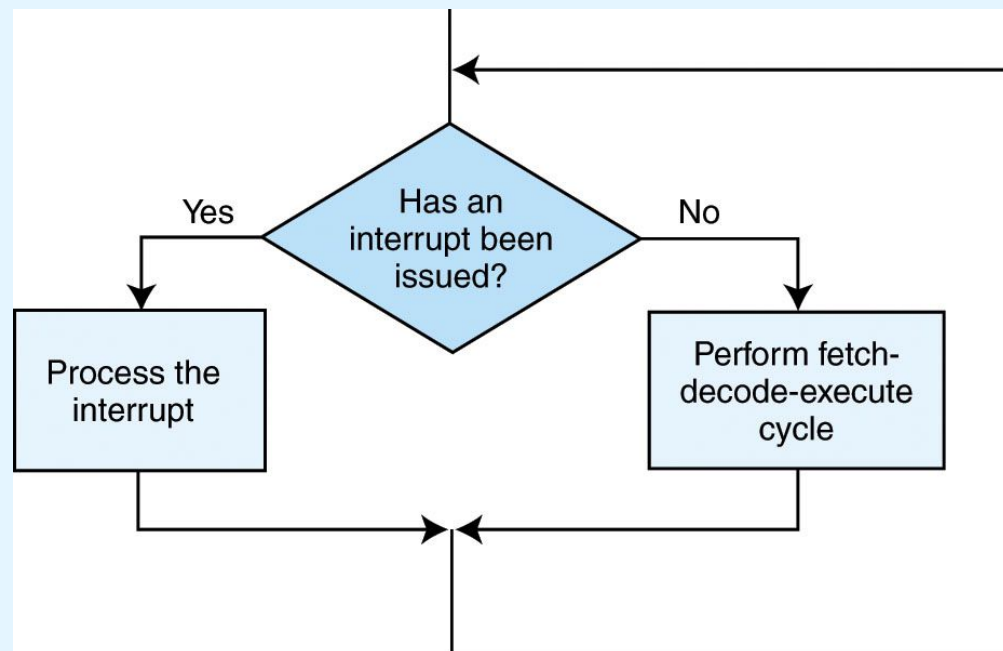 Has an
interrupt been
issued?
Yes
No
Process the
interrupt
Perform fetch-
decode-execute
cycle